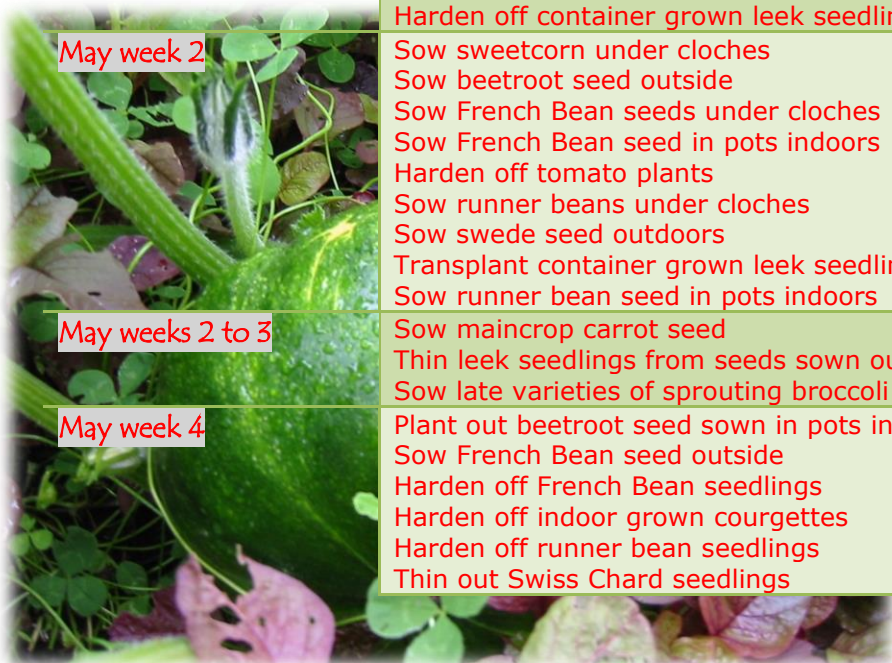 Harden off container grown leek
May week 2
Sow sweetcorn under cloches
Sow beetroot seed outside
Sow French Bean seeds under cloches
Sow French Bean seed in pots indoors
Harden off tomato plants
Sow runner beans under cloches
Sow swede seed outdoors
Transplant container grown leek
Sow runner bean seed in pots indoors
May weeks 2 to 3
Sow maincrop carrot seed
Thin leek seedlings from seeds sown
Sow late varieties of sprouting broccoli
May week 4
Plant out beetroot seed sown in pots
Sow French Bean seed outside
Harden off French Bean seedlings
Harden off indoor grown courgettes
Harden off runner bean seedlings
Thin out Swiss Chard seedlings